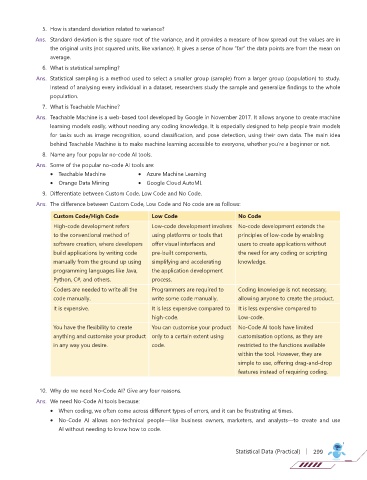 5. How is standard deviation related to variance?
Ans. Standard deviation is the square root of the variance, and it provides a measure of how spread out the values are in
the original units (not squared units, like variance). It gives a sense of how "far" the data points are from the mean on
average.
6. What is statistical sampling?
Ans. Statistical sampling is a method used to select a smaller group (sample) from a larger group (population) to study.
Instead of analysing every individual in a dataset, researchers study the sample and generalize findings to the whole
population.
7. What is Teachable Machine?
Ans. Teachable Machine is a web-based tool developed by Google in November 2017. It allows anyone to create machine
learning models easily, without needing any coding knowledge. It is especially designed to help people train models
for tasks such as image recognition, sound classification, and pose detection, using their own data. The main idea
behind Teachable Machine is to make machine learning accessible to everyone, whether you're a beginner or not.
8. Name any four popular no-code AI tools.
Ans. Some of the popular no-code AI tools are
• Teachable Machine • Azure Machine Learning
• Orange Data Mining • Google Cloud AutoML
9. Differentiate between Custom Code, Low Code and No Code.
Ans. The difference between Custom Code, Low Code and No Code are as follows:
Custom Code/High Code Low Code No Code
High-code development refers Low-code development involves No-code development extends the
to the conventional method of using platforms or tools that principles of low-code by enabling
software creation, where developers offer visual interfaces and users to create applications without
build applications by writing code pre-built components, the need for any coding or scripting
manually from the ground up using simplifying and accelerating knowledge.
programming languages like Java, the application development
Python, C#, and others. process.
Coders are needed to write all the Programmers are required to Coding knowledge is not necessary,
code manually. write some code manually. allowing anyone to create the product.
It is expensive. It is less expensive compared to It is less expensive compared to
high-code. Low-code.
You have the flexibility to create You can customise your product No-Code AI tools have limited
anything and customise your product only to a certain extent using customisation options, as they are
in any way you desire. code. restricted to the functions available
within the tool. However, they are
simple to use, offering drag-and-drop
features instead of requiring coding.
10. Why do we need No-Code AI? Give any four reasons.
Ans. We need No-Code AI tools because:
• When coding, we often come across different types of errors, and it can be frustrating at times.
• No-Code AI allows non-technical people—like business owners, marketers, and analysts—to create and use
AI without needing to know how to code.
Statistical Data (Practical) | 299